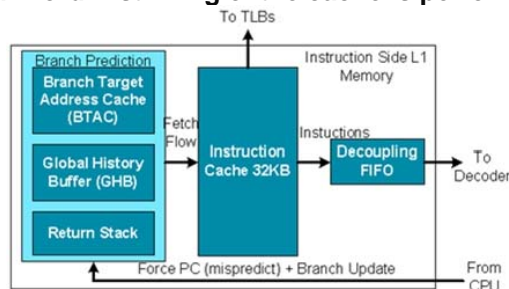 To TLBs
Instruction Side L1
Memory
Branch Prediction
Branch Target
Address Cache
(BTAC)
Global History
Buffer (GHB)
Return Stack
Fetch
Flow
Instruction
Cache 32KB
Instuctions
Decoupling
FIFO
To
Decoder
Force PC (mispredict) + Branch Update
From
CPU